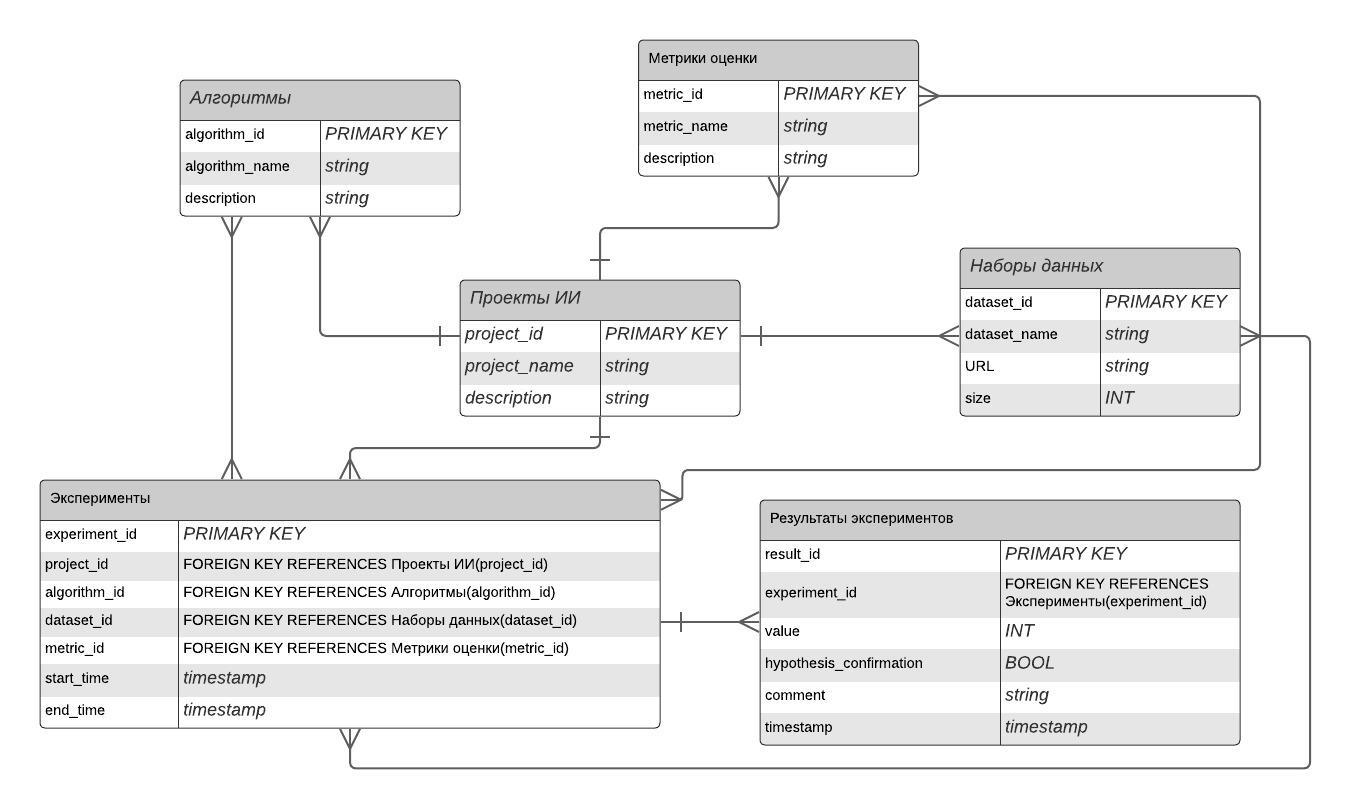 Метрики оценки
metric_id PRIMARY KEY
metric_name string
description string
Алгоритмы
algorithm_id PRIMARY KEY
algorithm_name string
description string
Наборы данных
dataset_id PRIMARY KEY
dataset_name string
URL string
size INT
Проекты ИИ
project_id PRIMARY KEY
project_name string
description string
Эксперименты
experiment_id PRIMARY KEY
project_id FOREIGN KEY REFERENCES Проекты ИИ(project_id)
algorithm_id FOREIGN KEY REFERENCES Алгоритмы(algorithm_id)
dataset_id FOREIGN KEY REFERENCES Наборы данных(dataset_id)
metric_id FOREIGN KEY REFERENCES Метрики оценки(metric_id)
start_time timestamp
end_time timestamp
Результаты экспериментов
result_id PRIMARY KEY
experiment_id FOREIGN KEY REFERENCES
Эксперименты(experiment_id)
value INT
hypothesis_confirmation BOOL
comment string
timestamp timestamp